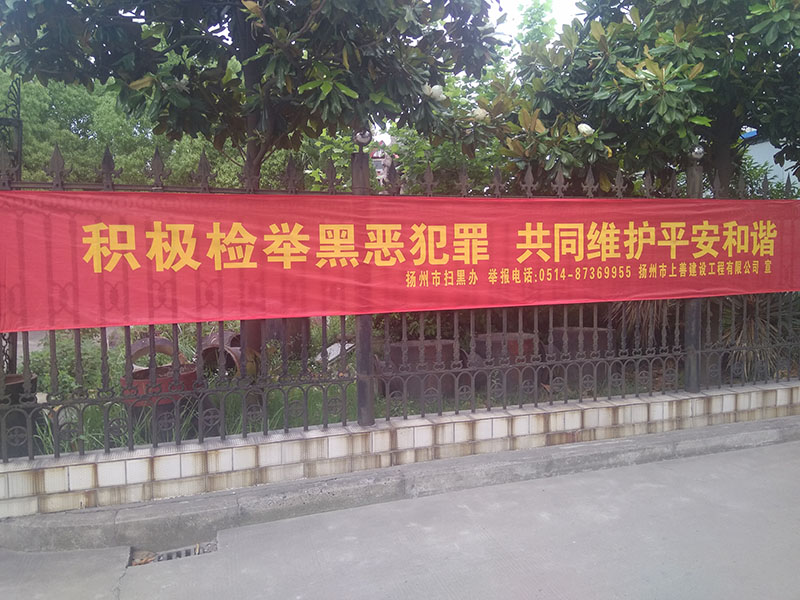 积极检举黑恶犯罪 共同维护平安和谐
扬州市扫黑办 举报电话:0514-87369955 扬州市上善建设工程有限公司 宣